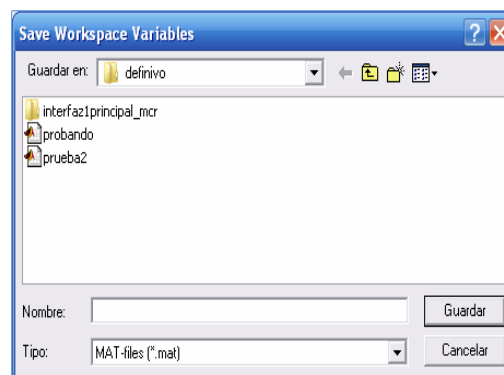 Save Workspace Variables
Guardar en: definivo
interfaz1principal_mcr
probando
prueba2
Nombre: Guardar
Tipo: MAT-files (*.mat) Cancelar